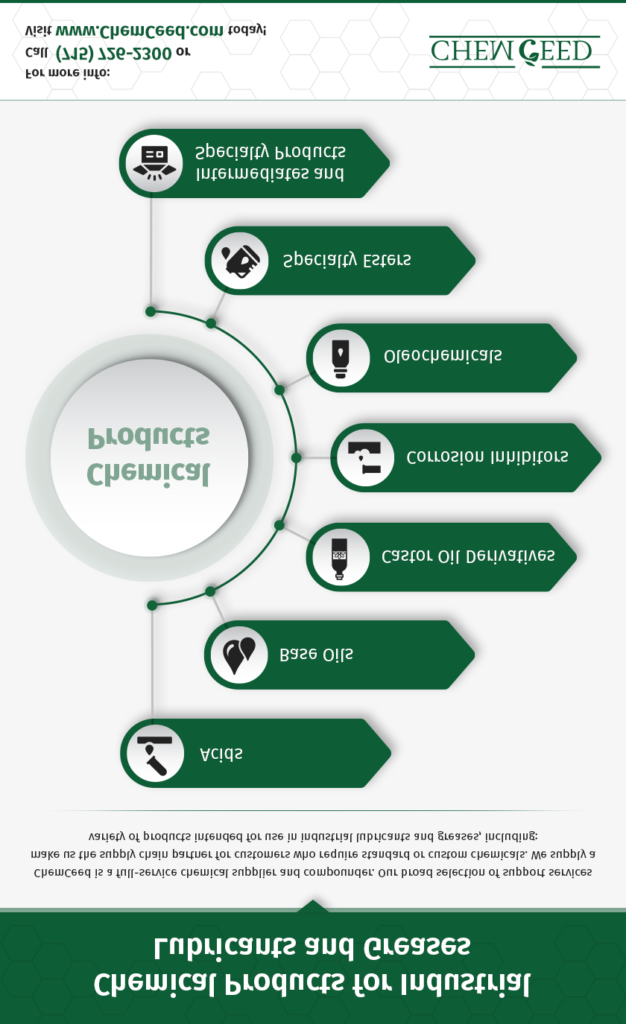 Chemical Products for Industrial
Lubricants and Greases
ChemCeed is a full-service chemical supplier and compounder. Our broad selection of support services
make us the supply chain partner for customers who require standard or custom chemicals. We supply a
variety of products intended for use in industrial lubricants and greases, including:
Acids
Base Oils
Castor Oil Derivatives
Corrosion Inhibitors
Oleochemicals
Specialty Esters
Intermediates and
Specialty Products
Chemical
Products
For more info:
Call (715) 726-2300 or
Visit www.ChemCeed.com today!
CHEMCEED